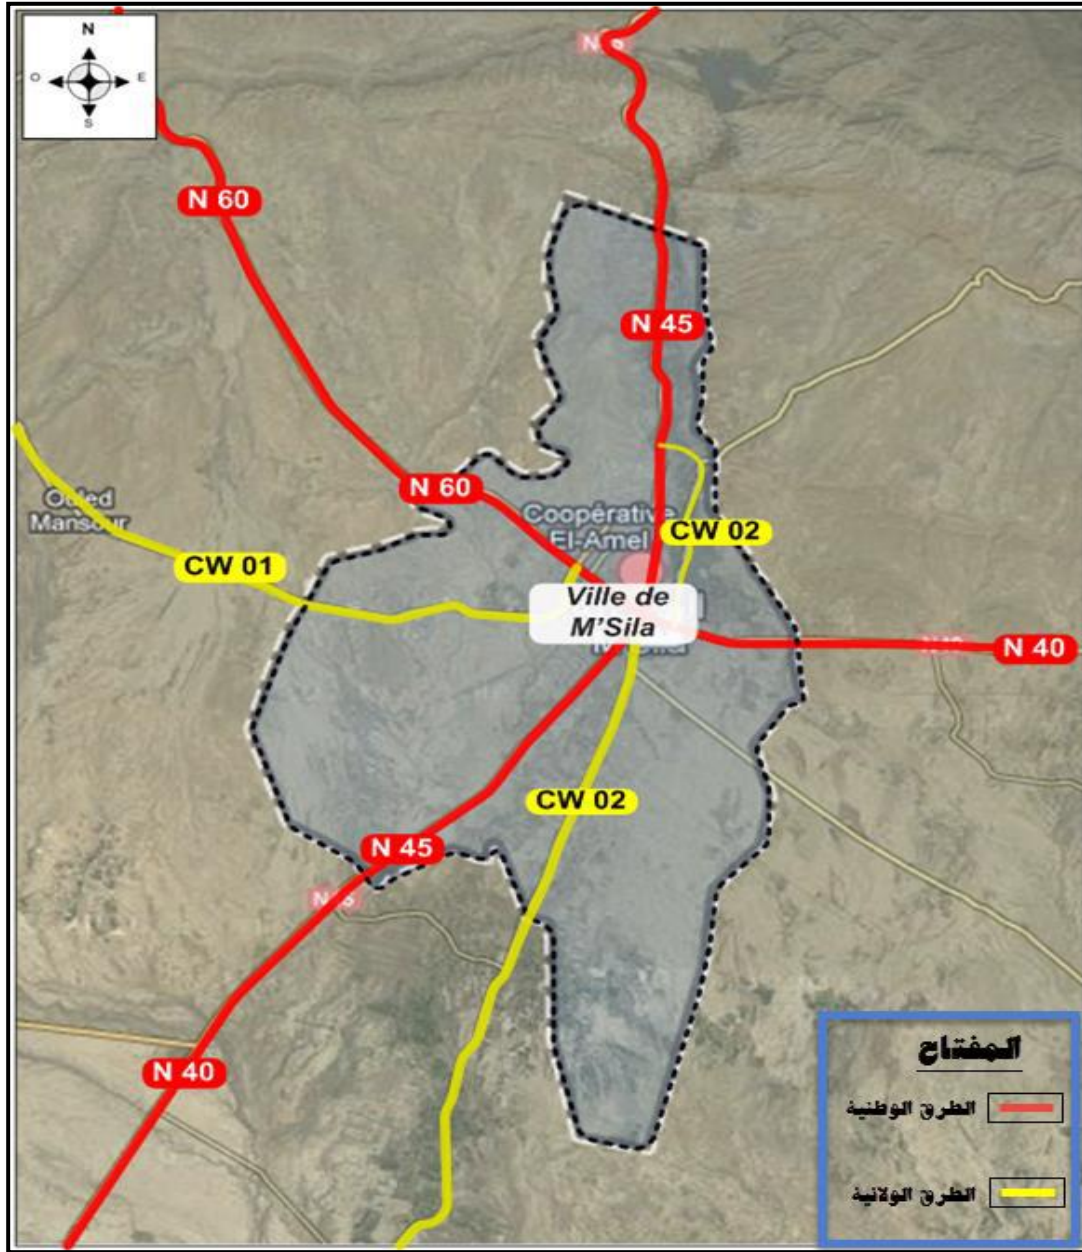 N
O
E
S
N 60
N 45
N 60
Coopérative
El-Amel
CW 02
Ouled
Mansour
CW 01
Ville de
M'Sila
N 40
CW 02
N 45
N 40
المفتاح
الطرق الوطنية
الطرق الولائية